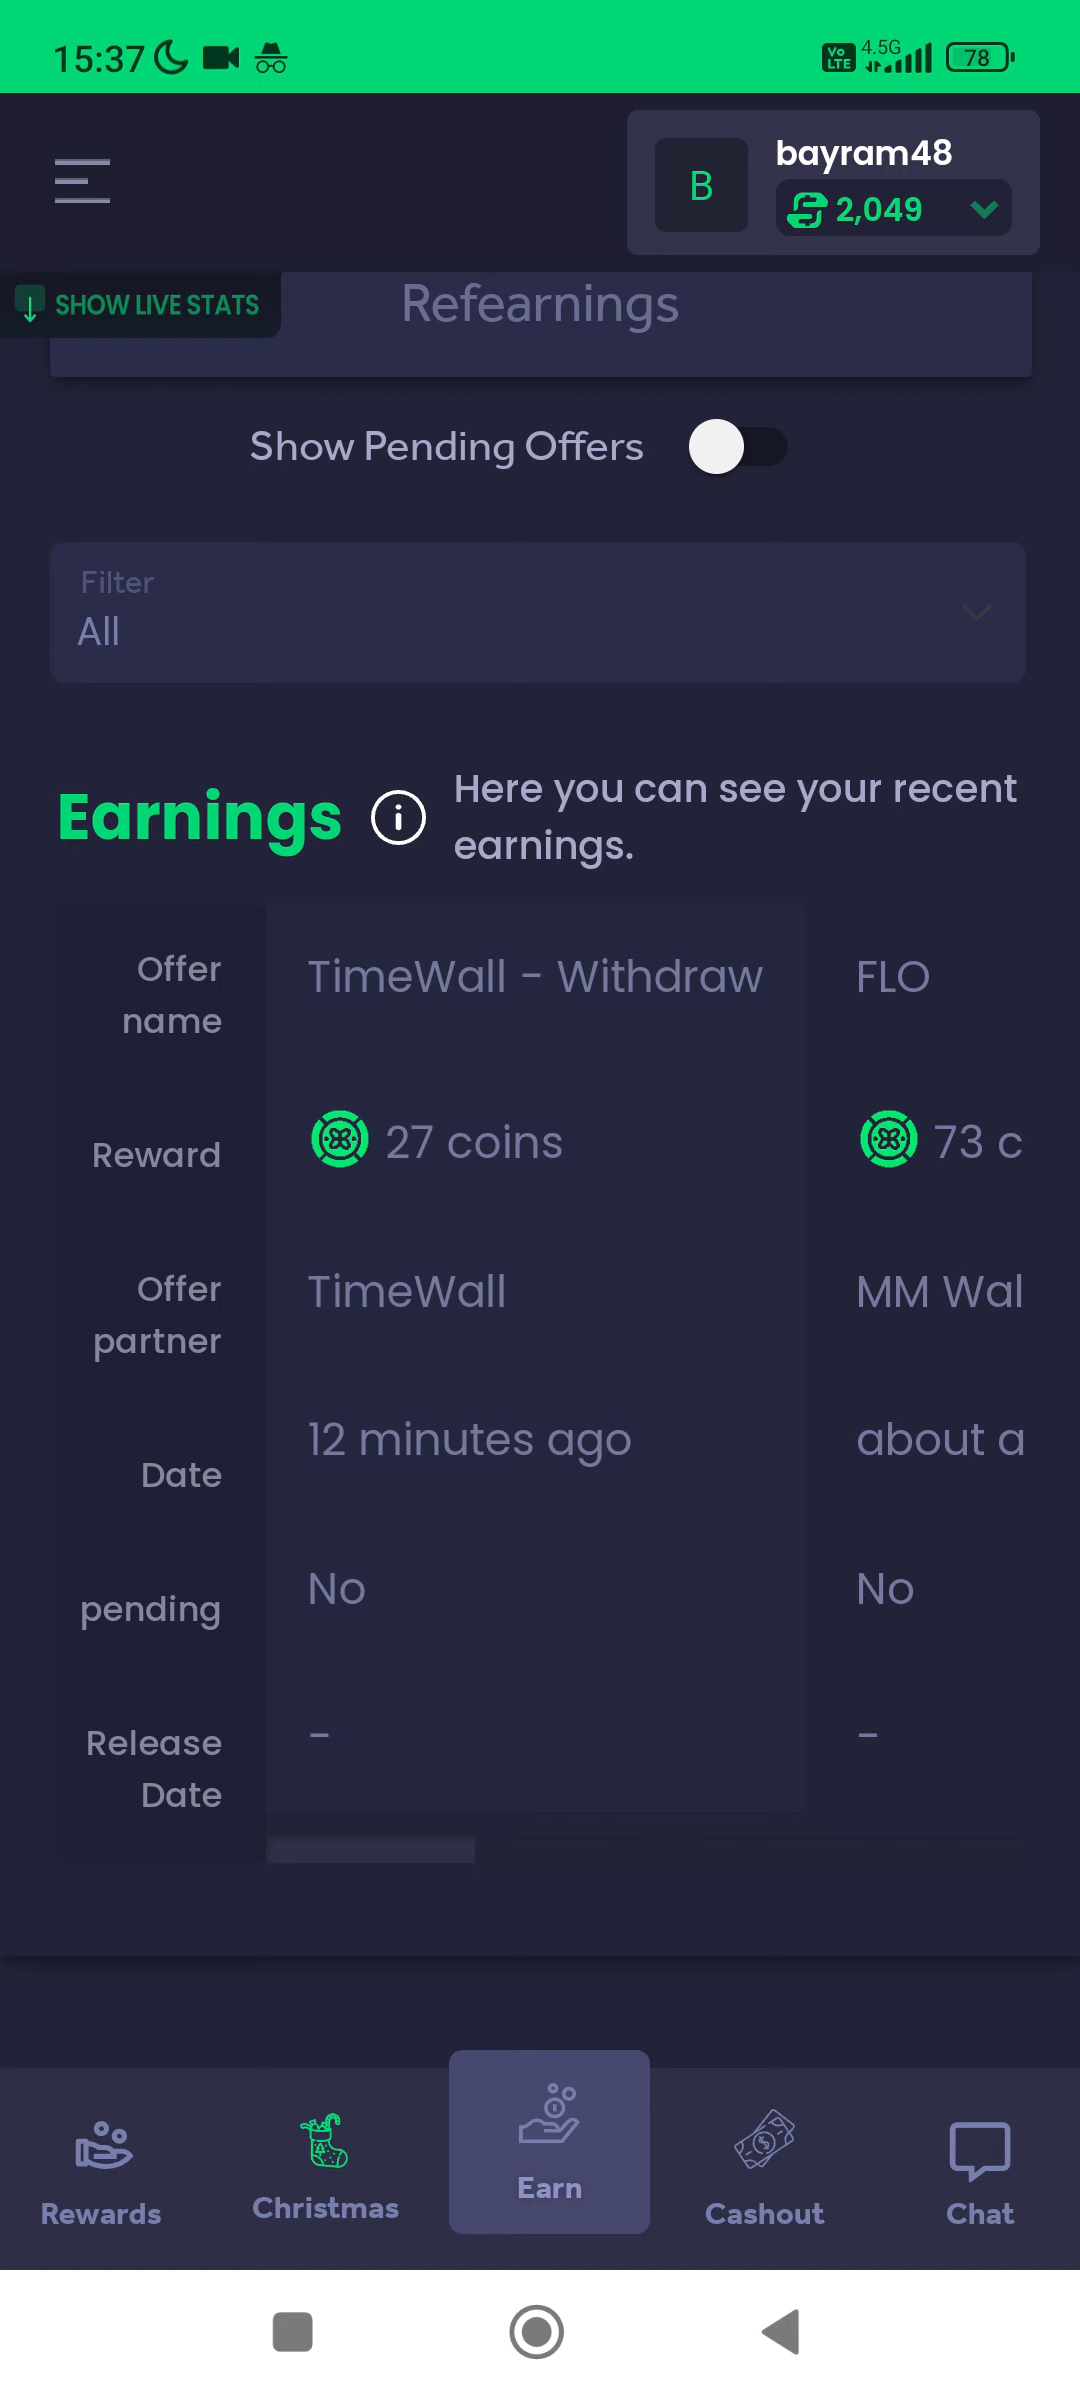 15:37
Vo LTE
4.5G
78
B
bayram48
2,049
SHOW LIVE STATS
Refearnings
Show Pending Offers
Filter
All
Earnings
Here you can see your recent
earnings.
Offer name
TimeWall - Withdraw
FLO
Reward
27 coins
73 c
Offer partner
TimeWall
MM Wal
Date
12 minutes ago
about a
pending
No
No
Release Date
-
-
Rewards
Christmas
Earn
Cashout
Chat